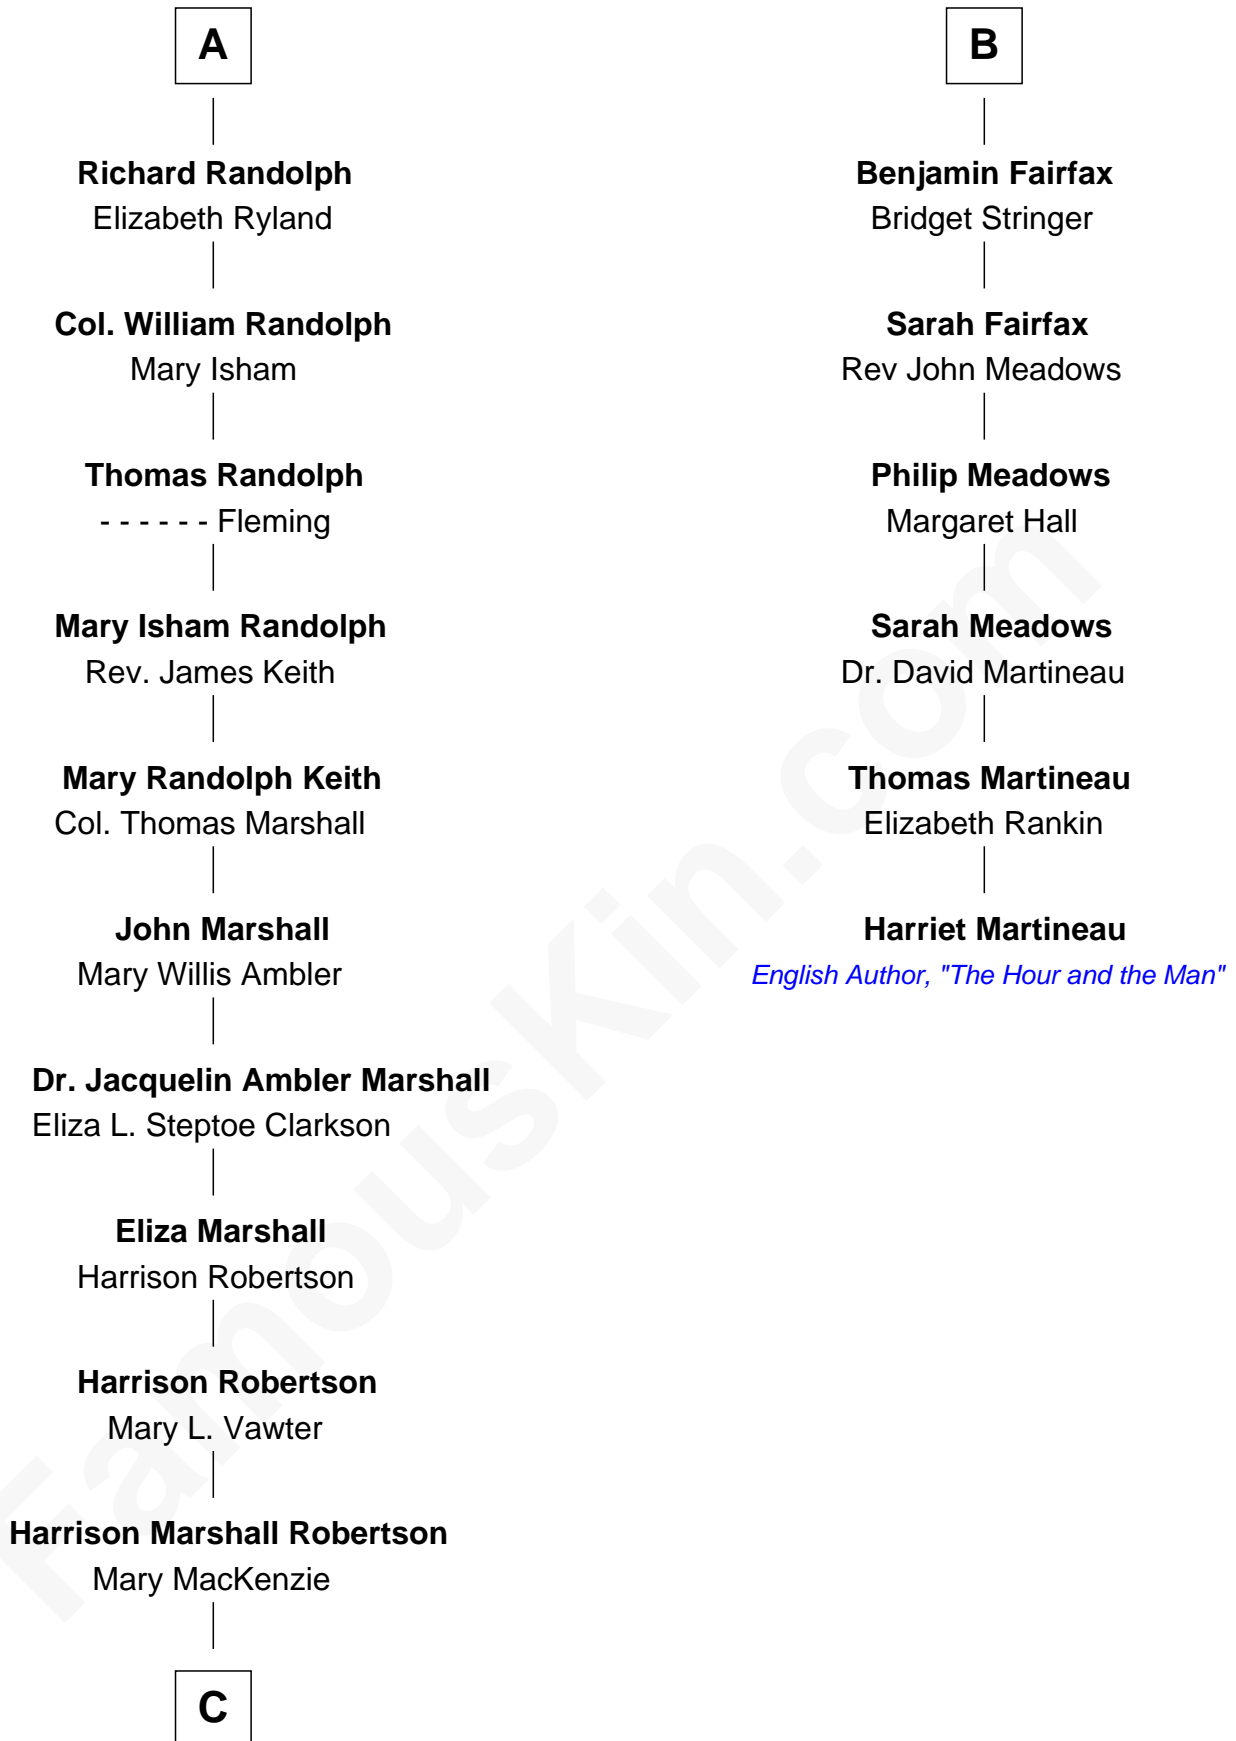 A
Richard Randolph
Elizabeth Ryland
Col. William Randolph
Mary Isham
Thomas Randolph
- - - - - - Fleming
Mary Isham Randolph
Rev. James Keith
Mary Randolph Keith
Col. Thomas Marshall
John Marshall
Mary Willis Ambler
Dr. Jacquelin Ambler Marshall
Eliza L. Steptoe Clarkson
Eliza Marshall
Harrison Robertson
Harrison Robertson
Mary L. Vawter
Harrison Marshall Robertson
Mary MacKenzie
C
B
Benjamin Fairfax
Bridget Stringer
Sarah Fairfax
Rev John Meadows
Philip Meadows
Margaret Hall
Sarah Meadows
Dr. David Martineau
Thomas Martineau
Elizabeth Rankin
Harriet Martineau
English Author, "The Hour and the Man"
FamousKin.com